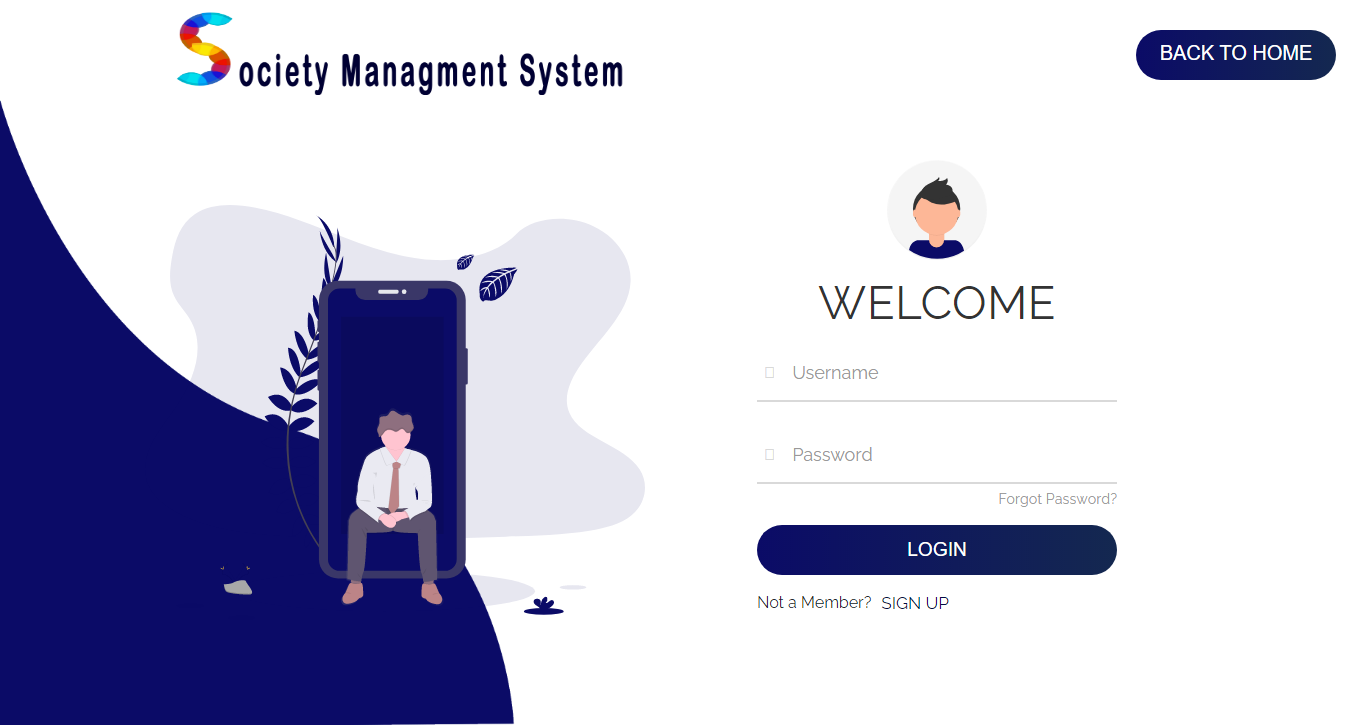 Society Managment System
BACK TO HOME
WELCOME
Username
Password
Forgot Password?
LOGIN
Not a Member? SIGN UP